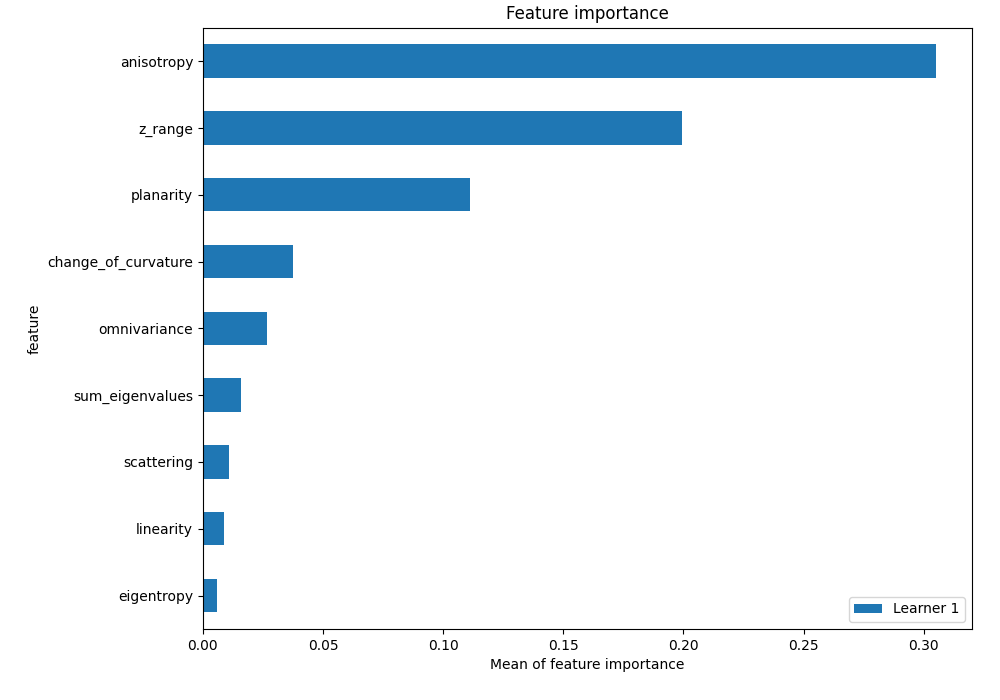 Feature importance
anisotropy
z_range
planarity
change_of_curvature
omnivariance
sum_eigenvalues
scattering
linearity
eigentropy
feature
Learner 1
0.00 0.05 0.10 0.15 0.20 0.25 0.30
Mean of feature importance